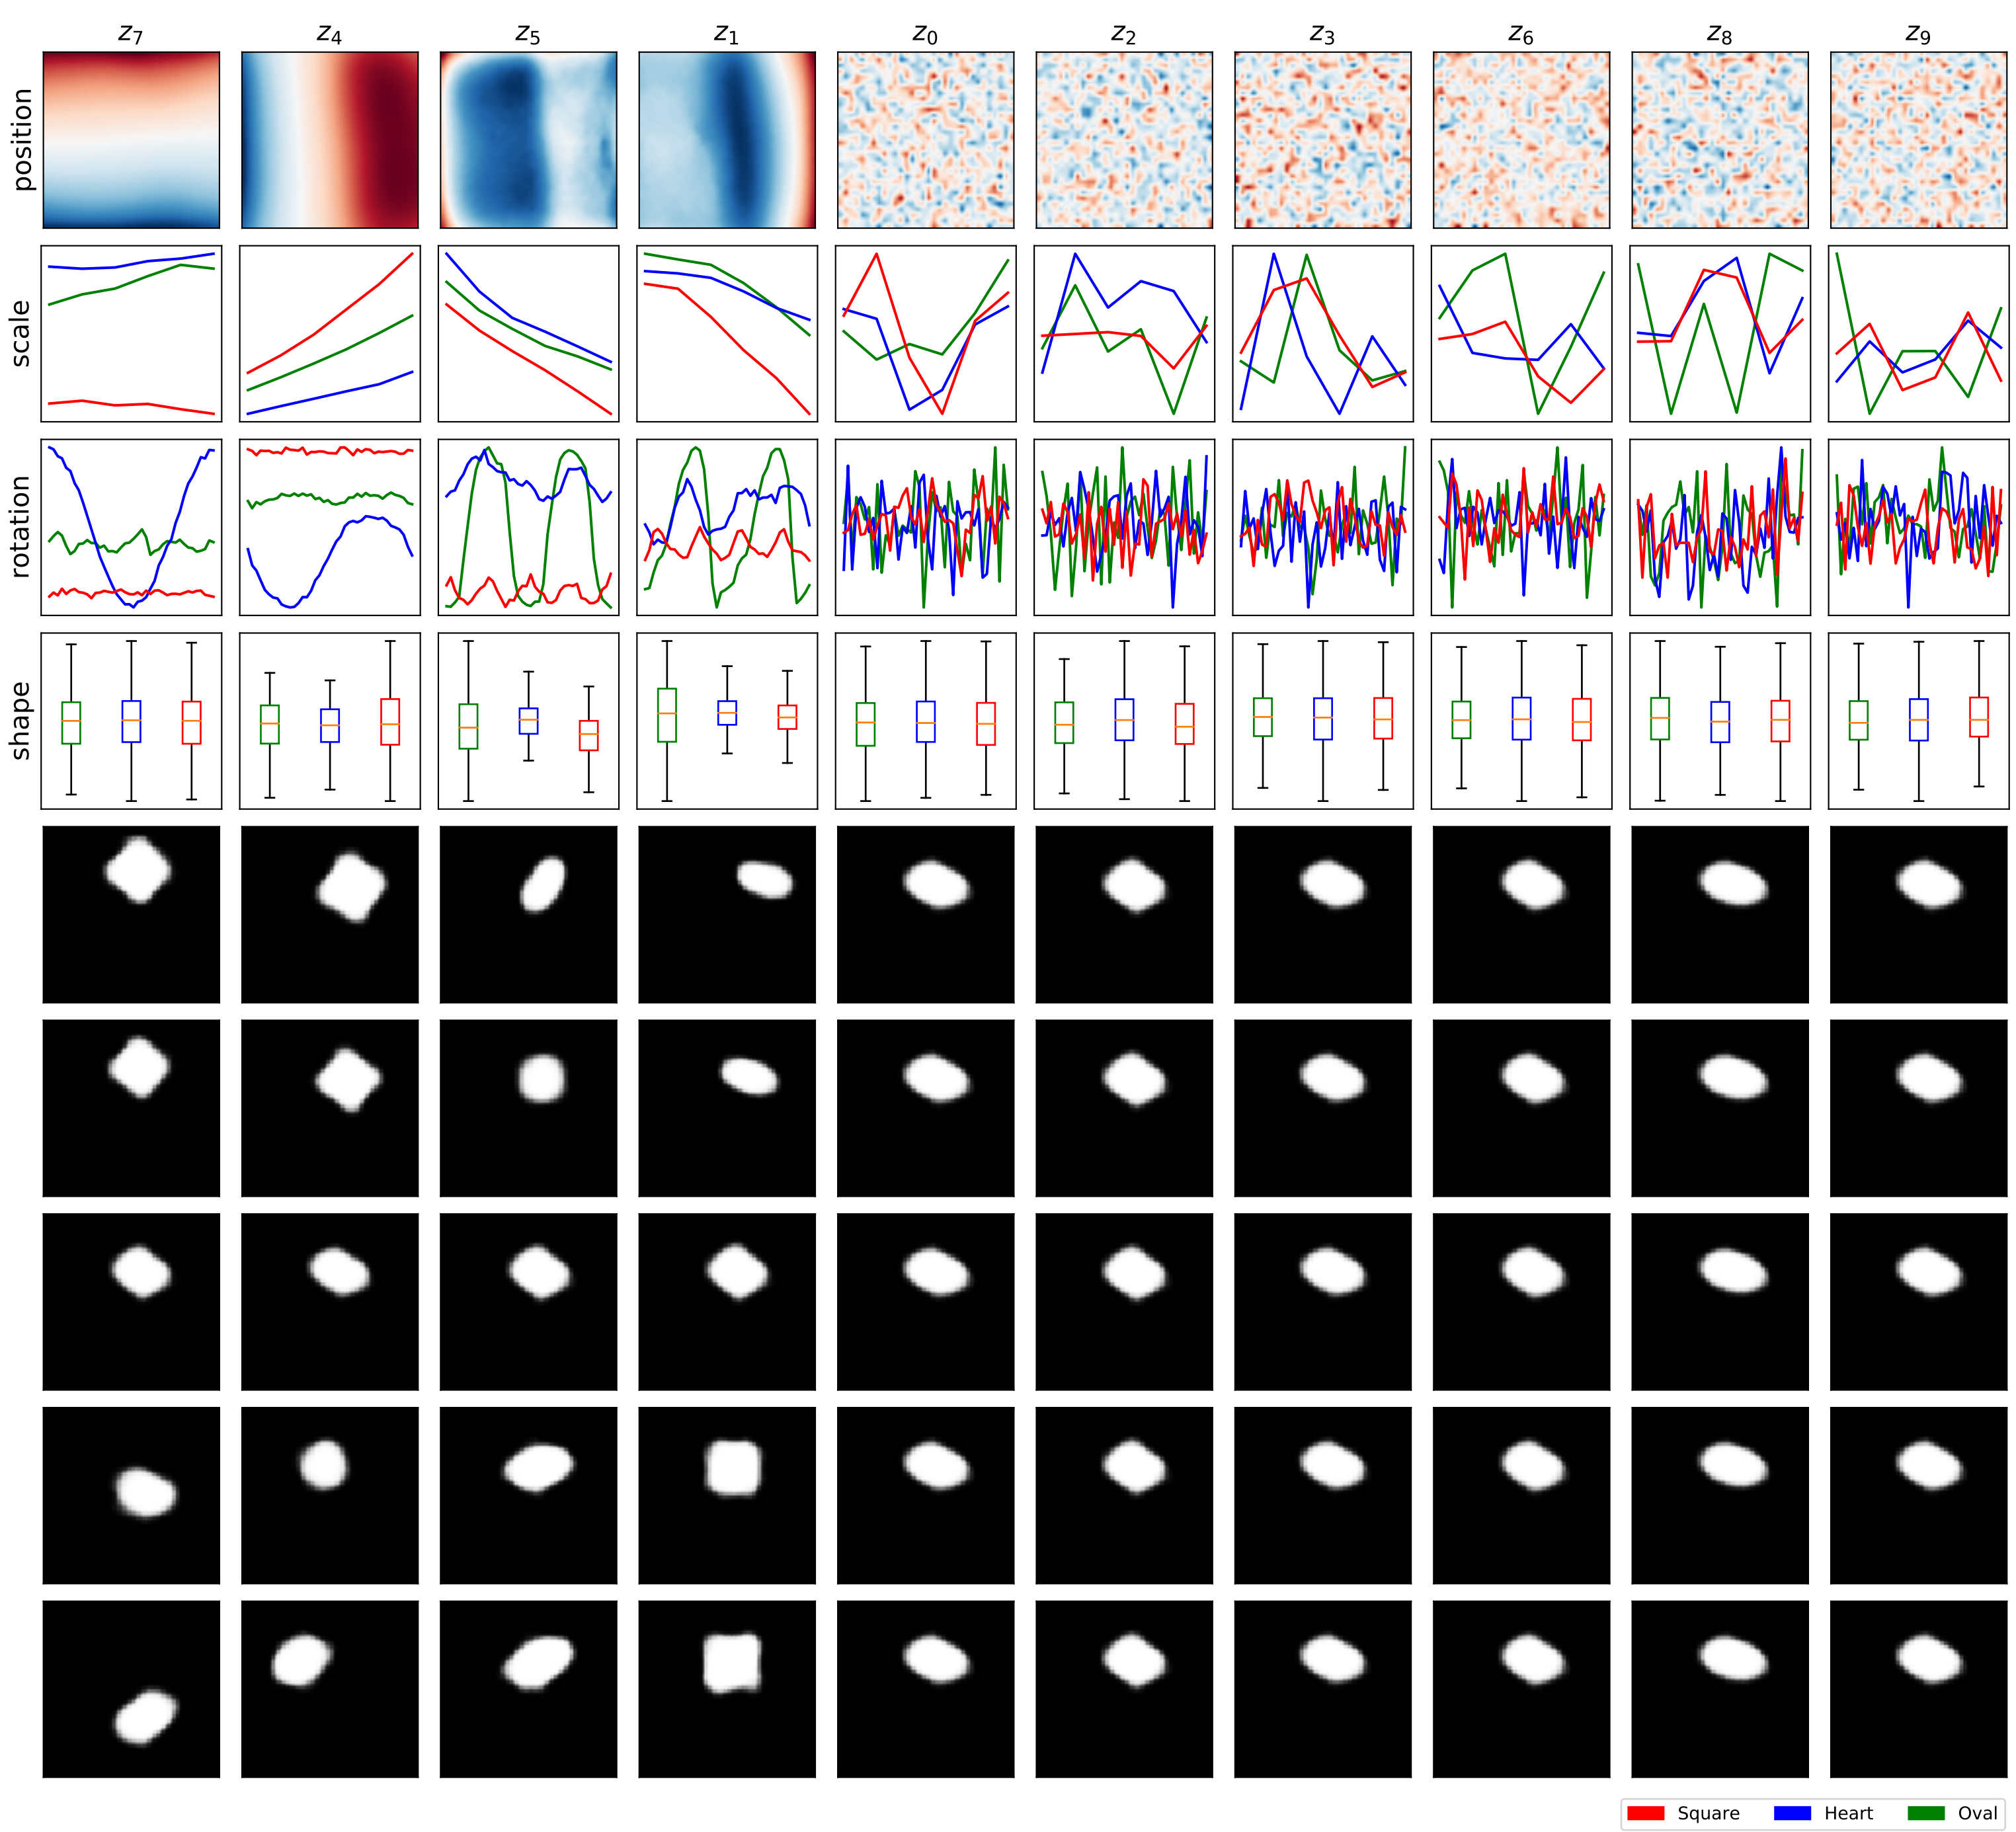 z7 z4 z5 z1 z0 z2 z3 z6 z8 z9
position
scale
rotation
shape
Square Heart Oval